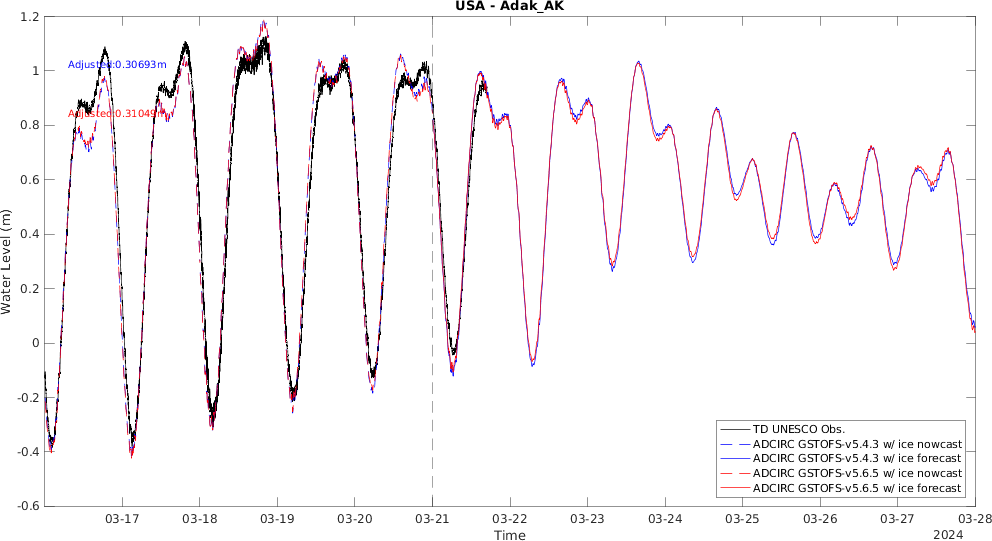 USA - Adak_AK
1.2
1
0.8
0.6
0.4
0.2
0
-0.2
-0.4
-0.6
Water Level (m)
Adjusted:0.30693m
Adjusted:0.31049m
TD UNESCO Obs.
ADCIRC GSTOFS-v5.4.3 w/ ice nowcast
ADCIRC GSTOFS-v5.4.3 w/ ice forecast
ADCIRC GSTOFS-v5.6.5 w/ ice nowcast
ADCIRC GSTOFS-v5.6.5 w/ ice forecast
03-17 03-18 03-19 03-20 03-21 03-22 03-23 03-24 03-25 03-26 03-27 03-28
Time
2024